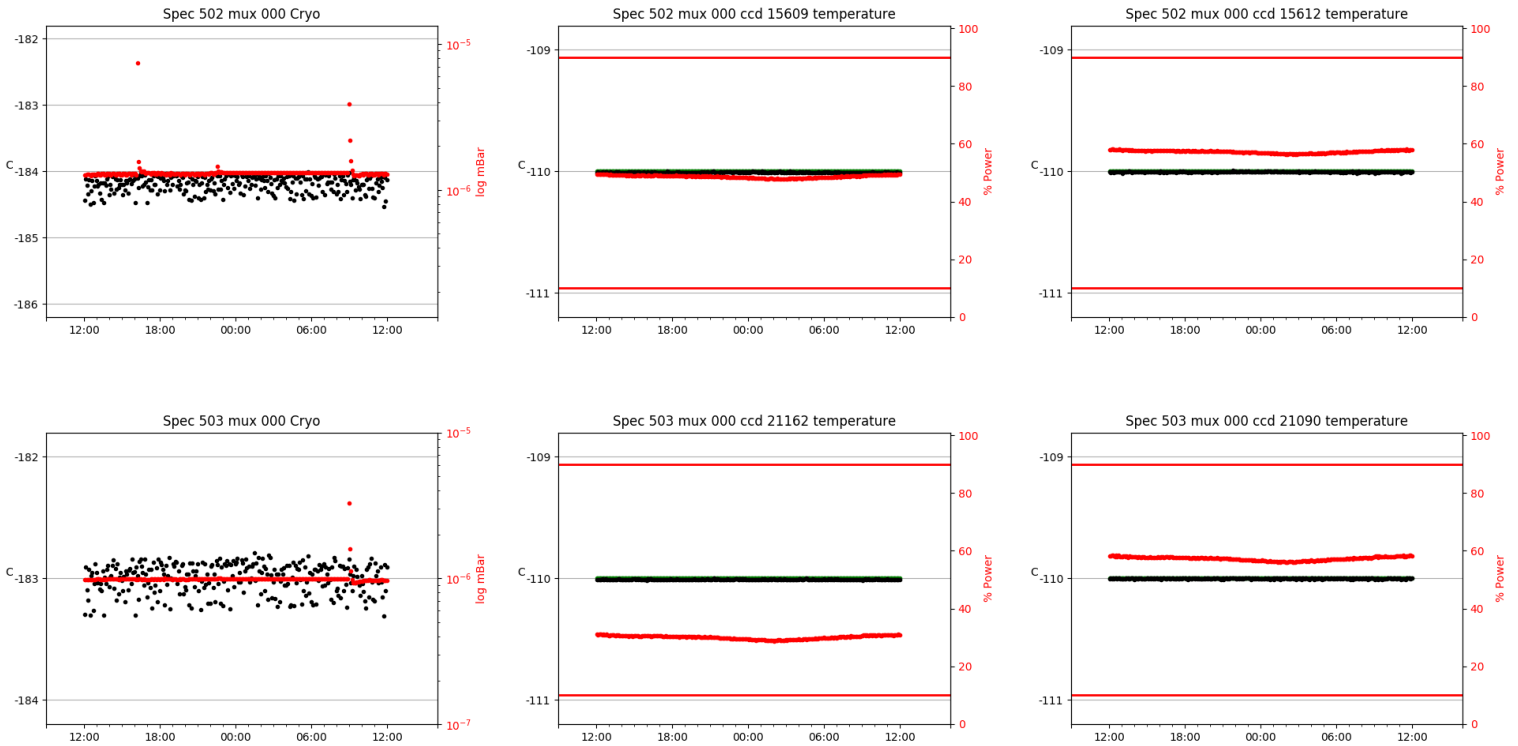 Spec 502 mux 000 Cryo
-182
-183
C
-184
-185
-186
10⁻⁵
10⁻⁶
log mBar
12:00 18:00 00:00 06:00 12:00
Spec 502 mux 000 ccd 15609 temperature
-109
C
-110
-111
100
80
60
40
20
0
% Power
12:00 18:00 00:00 06:00 12:00
Spec 502 mux 000 ccd 15612 temperature
-109
C
-110
-111
100
80
60
40
20
0
% Power
12:00 18:00 00:00 06:00 12:00
Spec 503 mux 000 Cryo
-182
C
-183
-184
10⁻⁵
10⁻⁶
10⁻⁷
log mBar
12:00 18:00 00:00 06:00 12:00
Spec 503 mux 000 ccd 21162 temperature
-109
C
-110
-111
100
80
60
40
20
0
% Power
12:00 18:00 00:00 06:00 12:00
Spec 503 mux 000 ccd 21090 temperature
-109
C
-110
-111
100
80
60
40
20
0
% Power
12:00 18:00 00:00 06:00 12:00